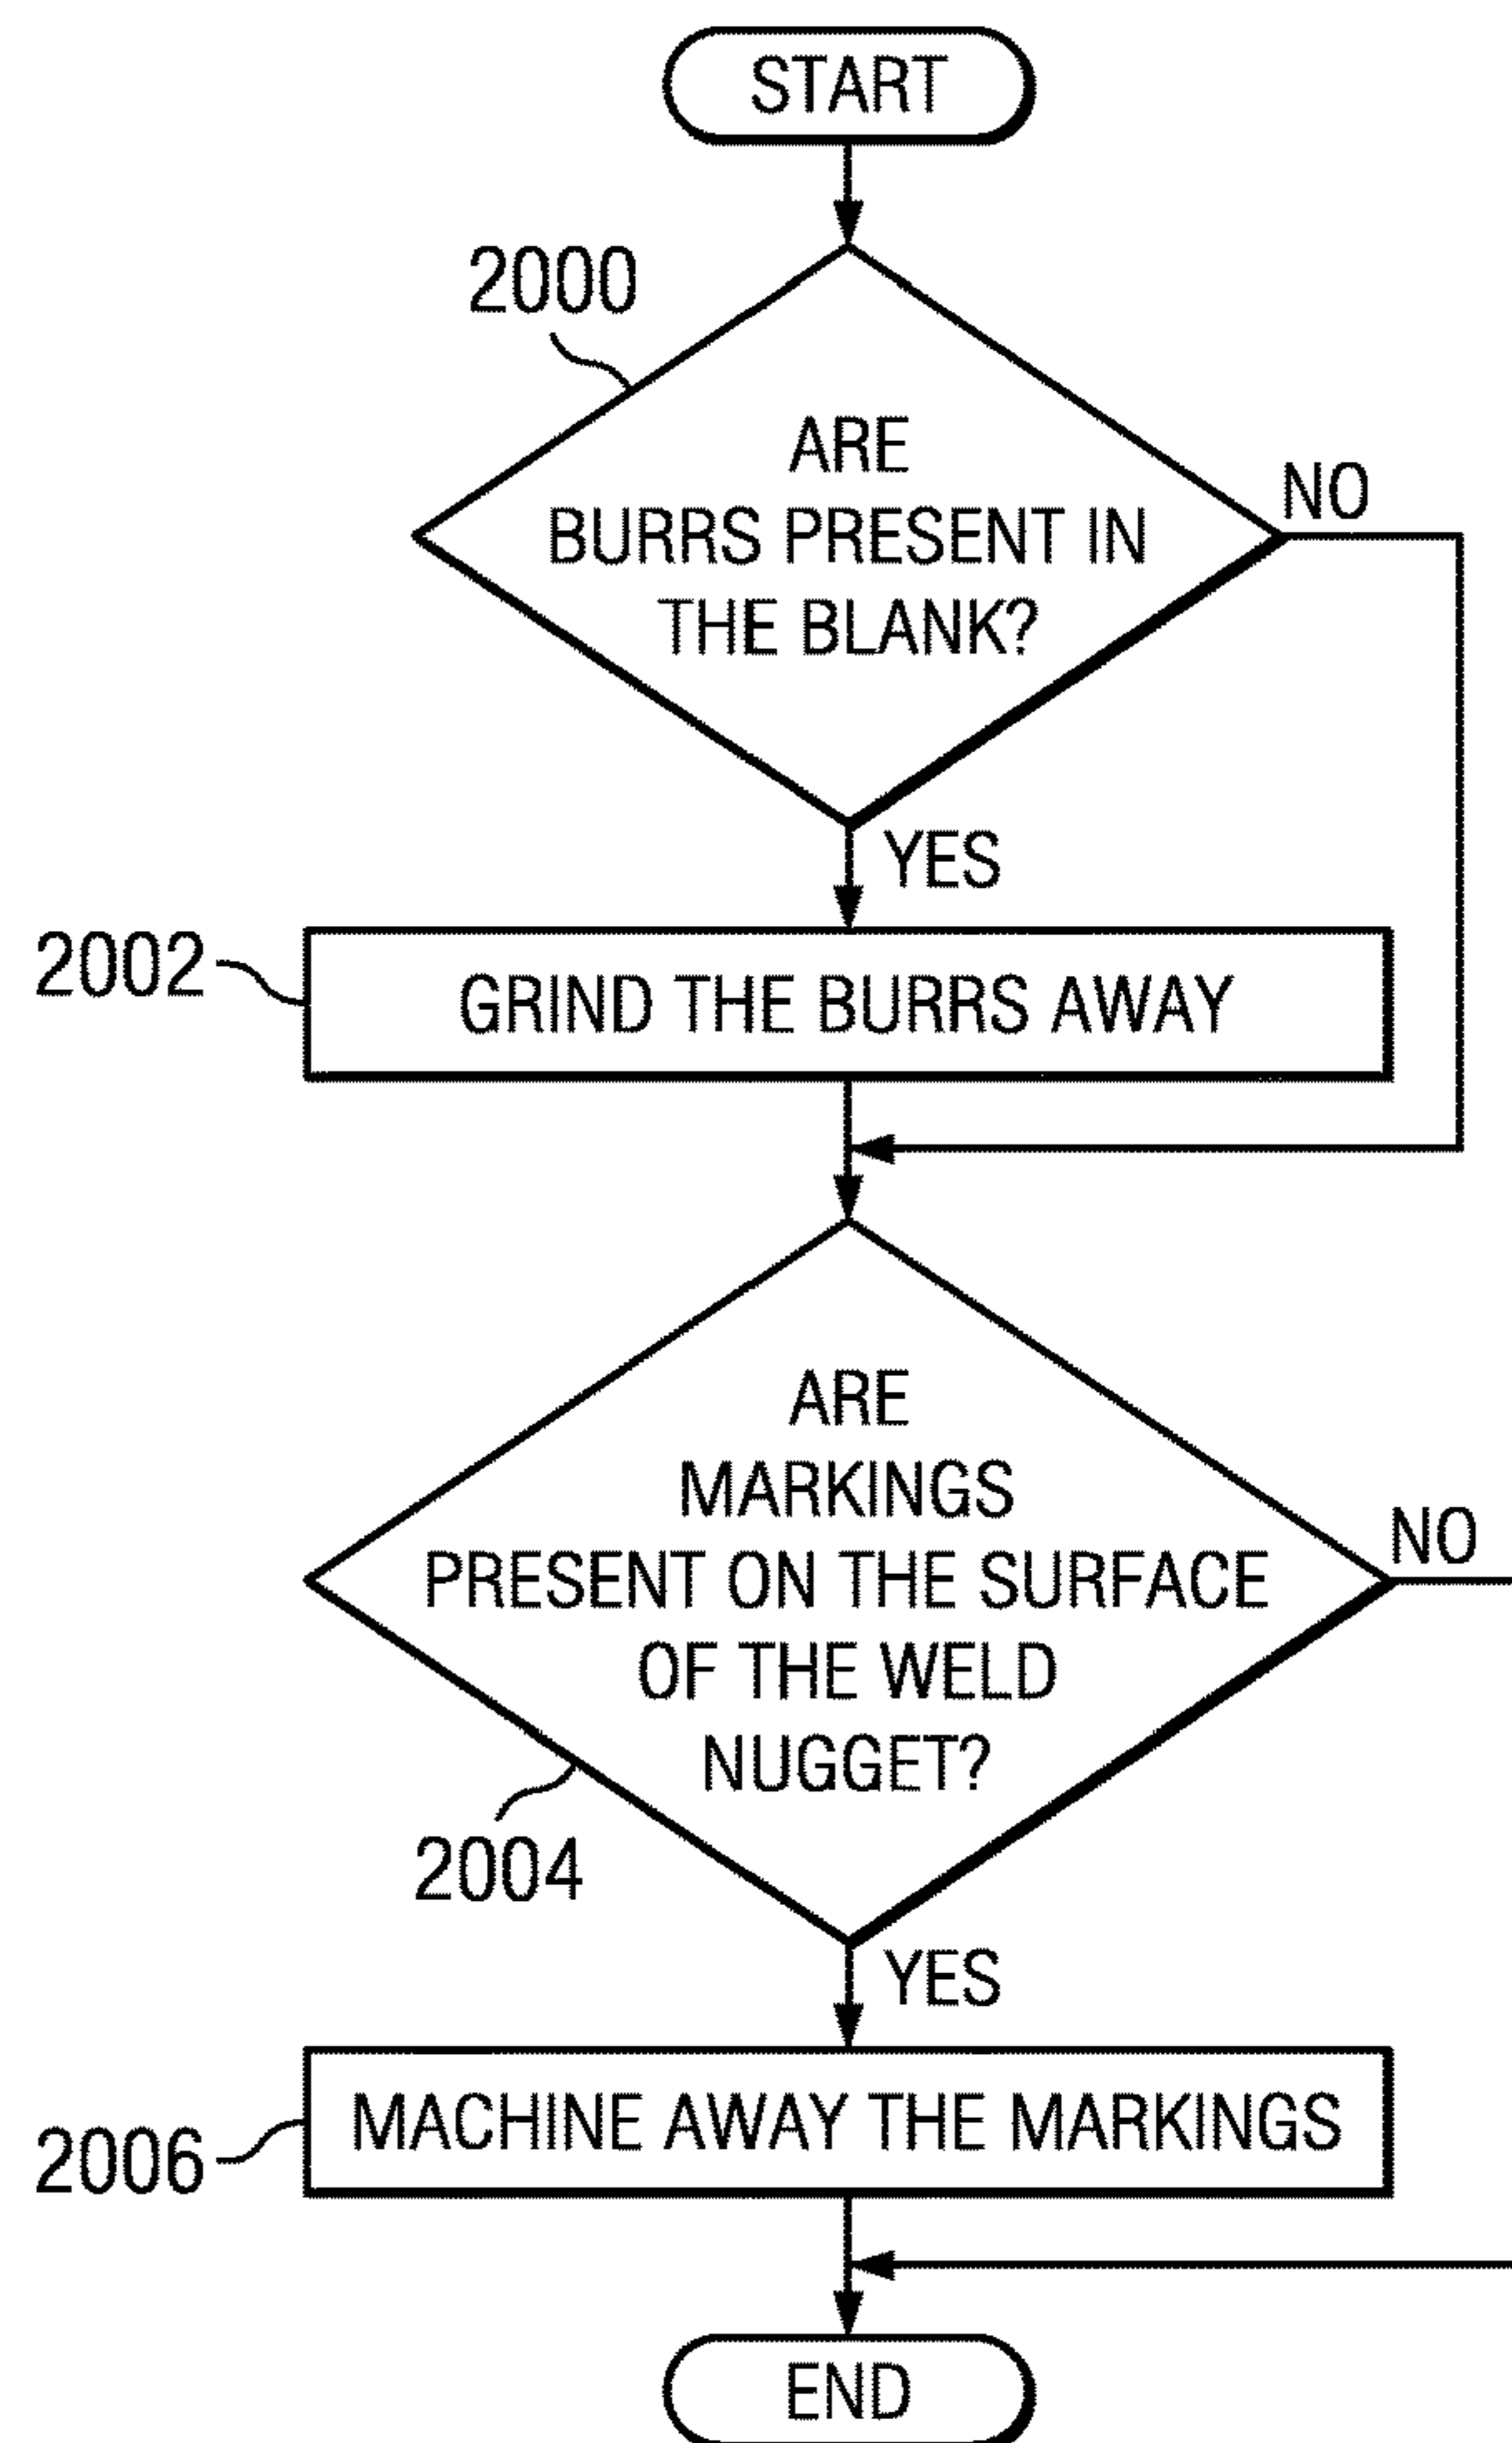 START
2000
ARE
BURRS PRESENT IN
THE BLANK?
NO
YES
2002
GRIND THE BURRS AWAY
ARE
MARKINGS
PRESENT ON THE SURFACE
OF THE WELD
NUGGET?
NO
2004
YES
2006
MACHINE AWAY THE MARKINGS
END